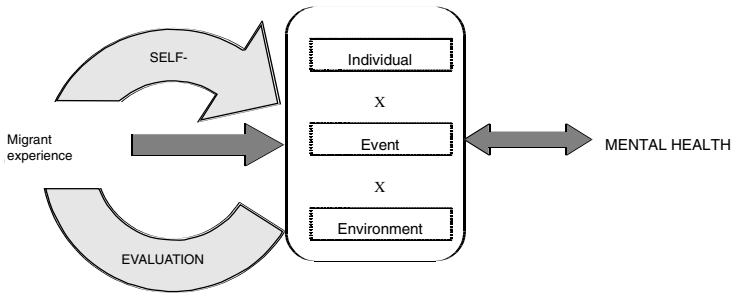 SELF-
Individual
X
Migrant
experience
Event
MENTAL HEALTH
X
Environment
EVALUATION